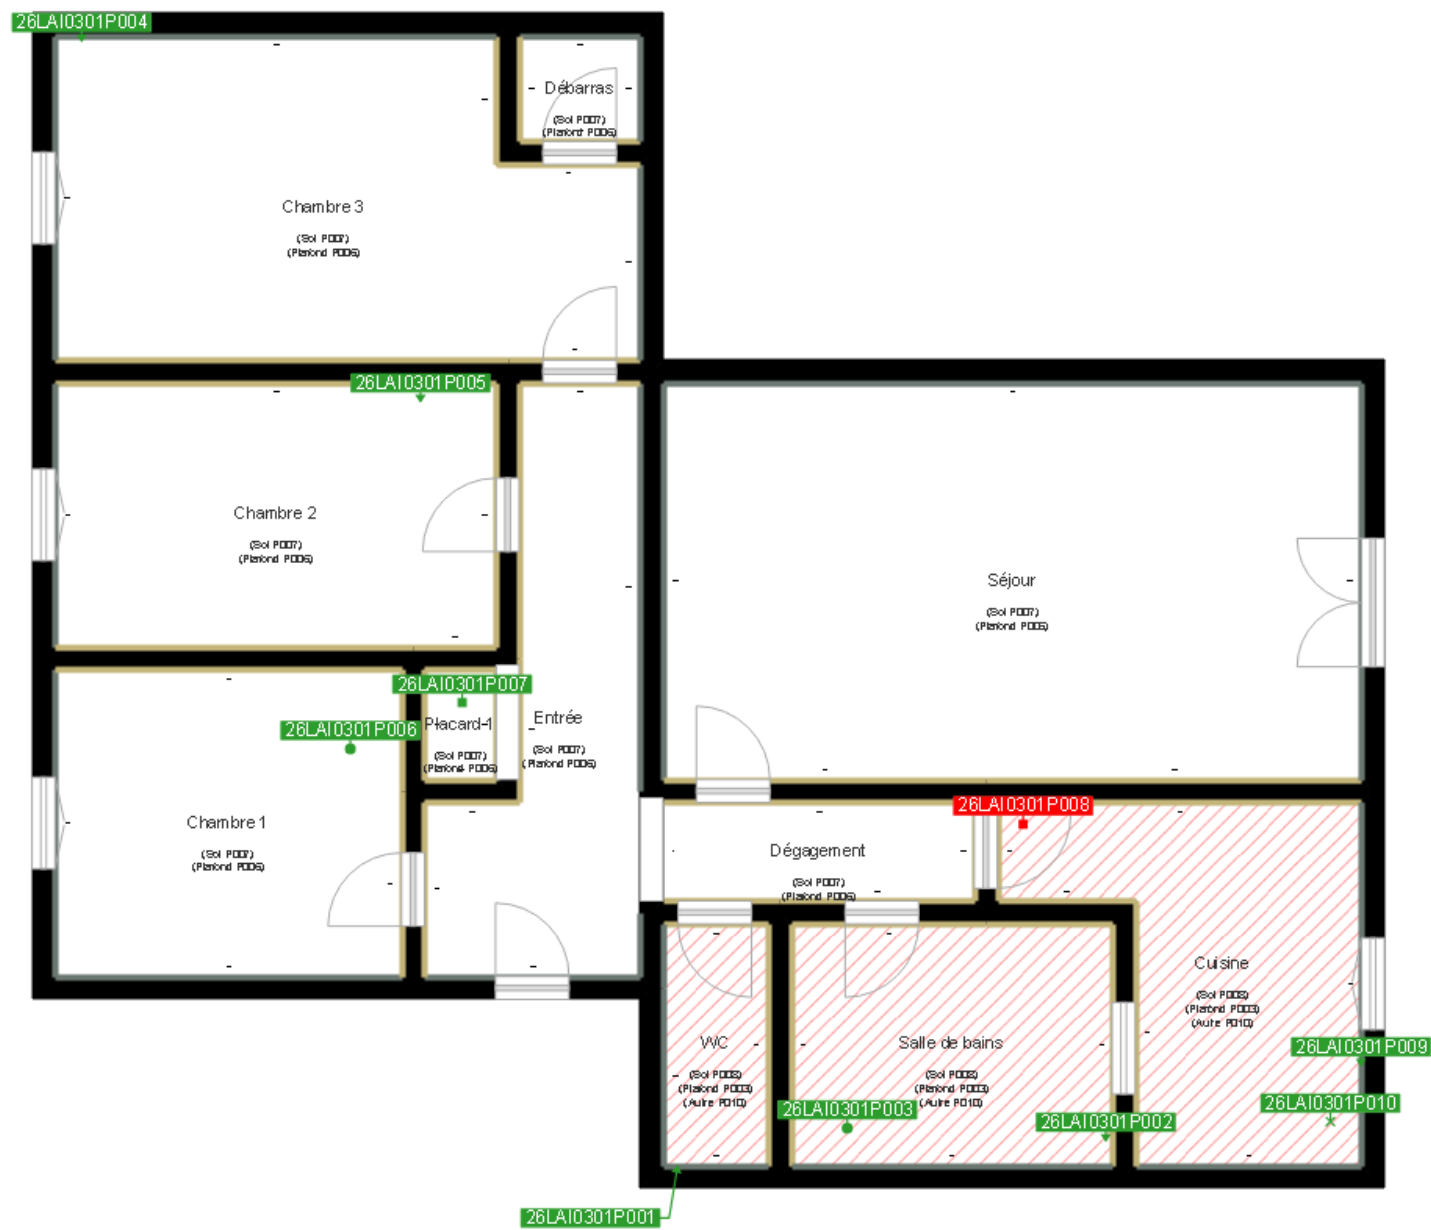 26LAI0301P004
Débarras
(Sol P007)
(Plafond P006)
Chambre 3
(Sol P007)
(Plafond P006)
26LAI0301P005
Chambre 2
(Sol P007)
(Plafond P006)
Séjour
(Sol P007)
(Plafond P006)
26LAI0301P007
26LAI0301P006
Placard-1
(Sol P007)
(Plafond P006)
Entrée
(Sol P007)
(Plafond P006)
Chambre 1
(Sol P007)
(Plafond P006)
26LAI0301P008
Dégagement
(Sol P007)
(Plafond P006)
Cuisine
(Sol P008)
(Plafond P003)
(Autre P010)
WC
(Sol P008)
(Plafond P003)
(Autre P010)
Salle de bains
(Sol P008)
(Plafond P003)
(Autre P010)
26LAI0301P009
26LAI0301P003
26LAI0301P010
26LAI0301P002
26LAI0301P001